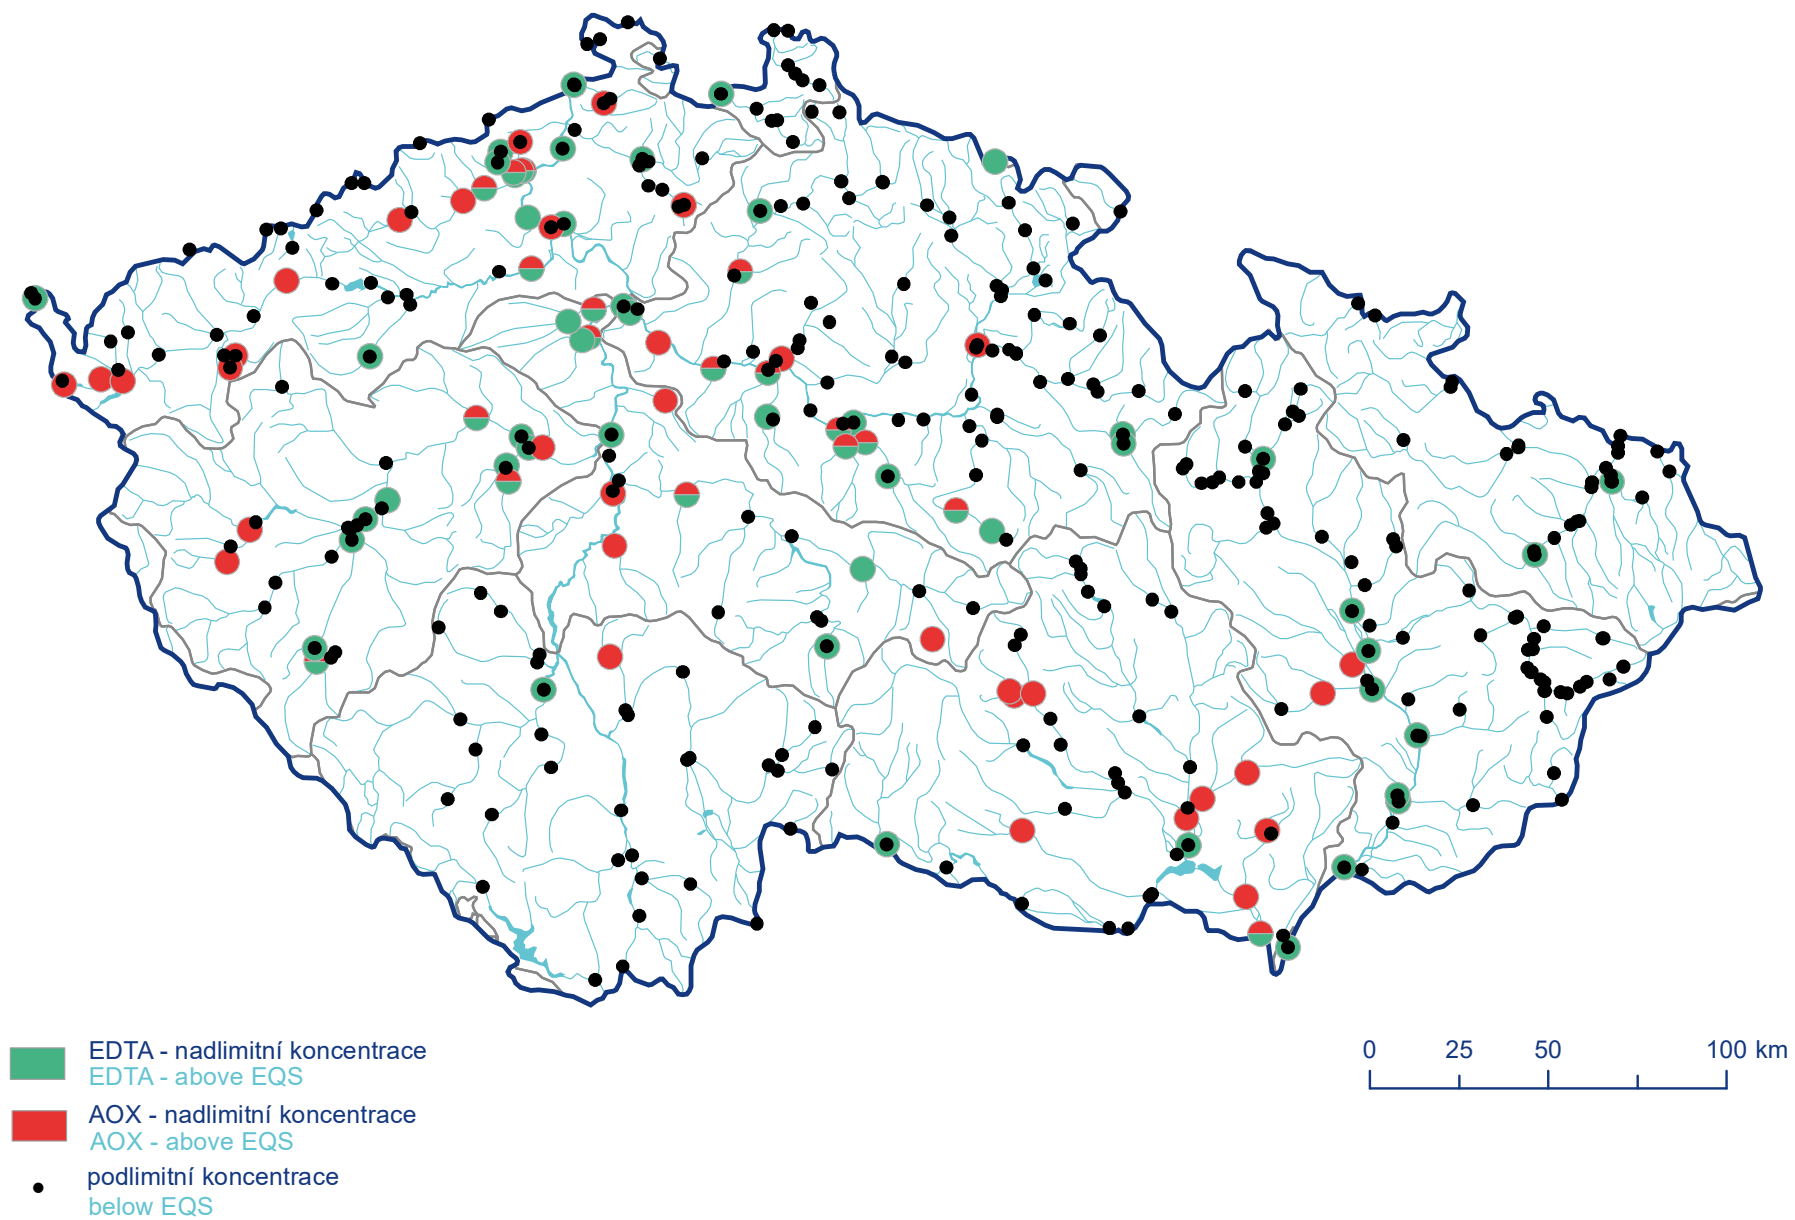 EDTA - nadlimitní koncentrace
EDTA - above EQS
AOX - nadlimitní koncentrace
AOX - above EQS
podlimitní koncentrace
below EQS
0 25 50 100 km